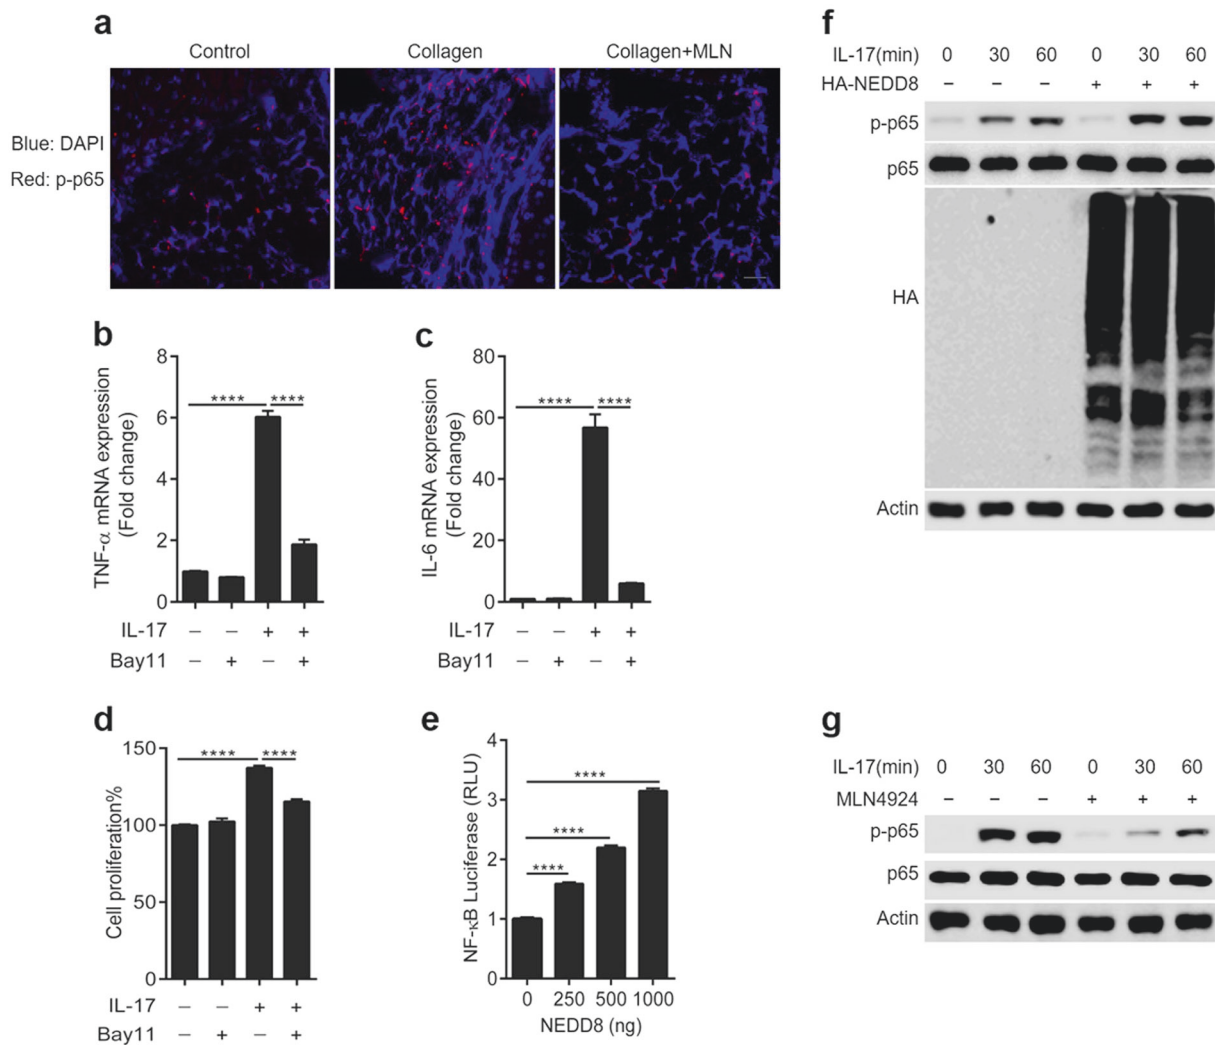 a
Control
Collagen
Collagen+MLN
Blue: DAPI
Red: p-p65
b
TNF-α mRNA expression
(Fold change)
8
6
4
2
0
**** ****
IL-17 − − + +
Bay11 − + − +
c
IL-6 mRNA expression
(Fold change)
80
60
40
20
0
**** ****
IL-17 − − + +
Bay11 − + − +
d
Cell proliferation%
150
100
50
0
**** ****
IL-17 − − + +
Bay11 − + − +
e
NF-κB Luciferase (RLU)
4
3
2
1
0
****
****
****
0 250 500 1000
NEDD8 (ng)
f
IL-17(min) 0 30 60 0 30 60
HA-NEDD8 − − − + + +
p-p65
p65
HA
Actin
g
IL-17(min) 0 30 60 0 30 60
MLN4924 − − − + + +
p-p65
p65
Actin